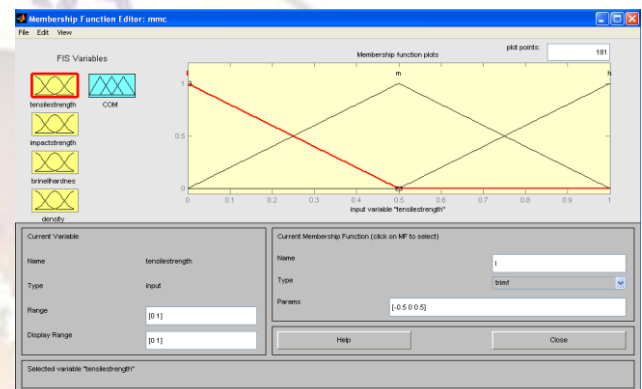 Membership Function Editor: mmc
File Edit View
FIS Variables
tensilestrength COM
impactstrength
brinellhardnes
density
Membership function plots
plot points: 181
l m h
1
0.5
0
0 0.1 0.2 0.3 0.4 0.5 0.6 0.7 0.8 0.9 1
input variable "tensilestrength"
Current Variable
Name tensilestrength
Type input
Range [0 1]
Display Range [0 1]
Current Membership Function (click on MF to select)
Name l
Type trimf
Params [-0.5 0 0.5]
Help Close
Selected variable "tensilestrength"